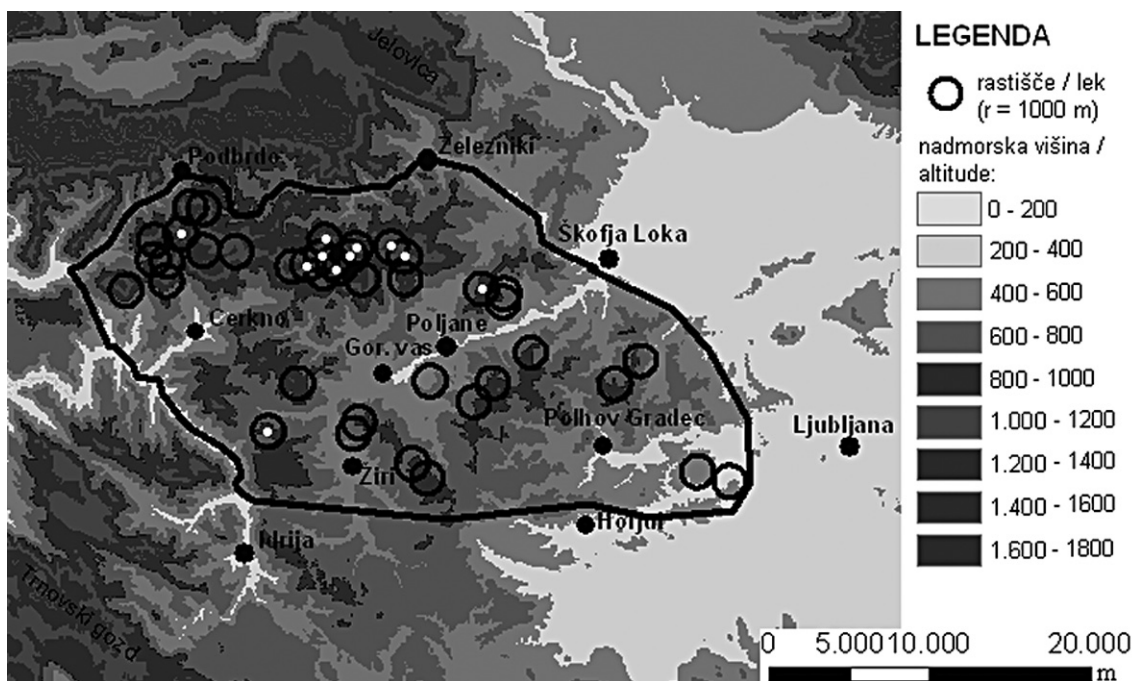 Jelovica
Železniki
Podbrdo
Škofja Loka
Cerkno
Poljane
Gor. vas
Polhov Gradec
Ljubljana
Žiri
Horjul
Idrija
Trnovski gozd
LEGENDA
rastišče / lek
(r = 1000 m)
nadmorska višina /
altitude:
0 - 200
200 - 400
400 - 600
600 - 800
800 - 1000
1.000 - 1200
1.200 - 1400
1.400 - 1600
1.600 - 1800
0 5.000 10.000 20.000
m